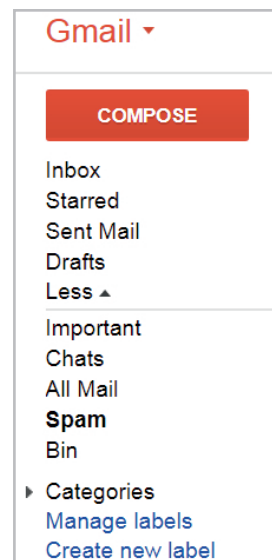 Gmail
COMPOSE
Inbox
Starred
Sent Mail
Drafts
Less
Important
Chats
All Mail
Spam
Bin
Categories
Manage labels
Create new label